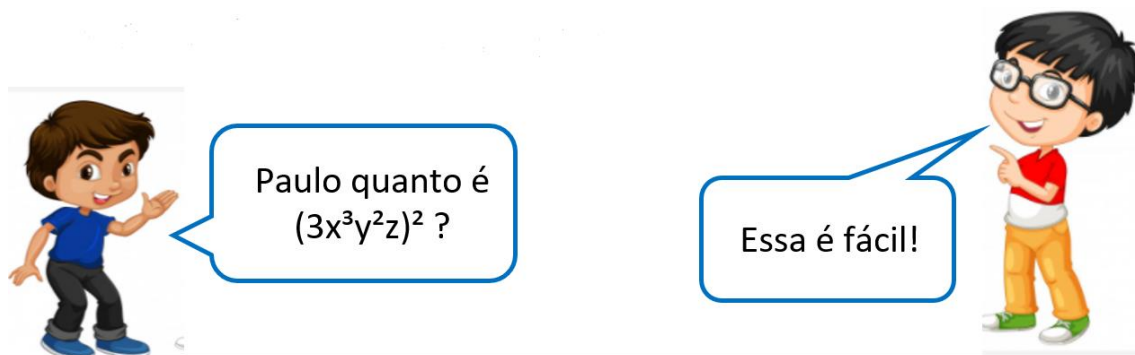 Paulo quanto é
(3x³y²z)² ?
Essa é fácil!